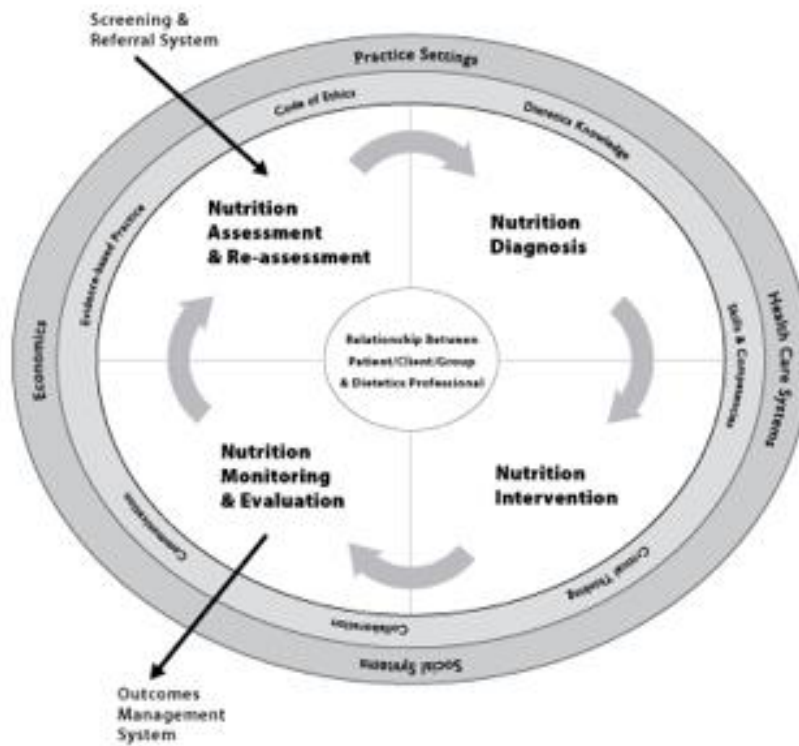 Screening &
Referral System
Practice Settings
Code of Ethics
Dietetics Knowledge
Nutrition
Assessment
& Re-assessment
Nutrition
Diagnosis
Evidence-based Practice
Economics
Relationship Between
Patient/Client/Group
& Dietetics Professional
Skills & Competencies
Health Care Systems
Nutrition
Monitoring
& Evaluation
Nutrition
Intervention
Communication
Critical Thinking
Collaboration
Social Systems
Outcomes
Management
System